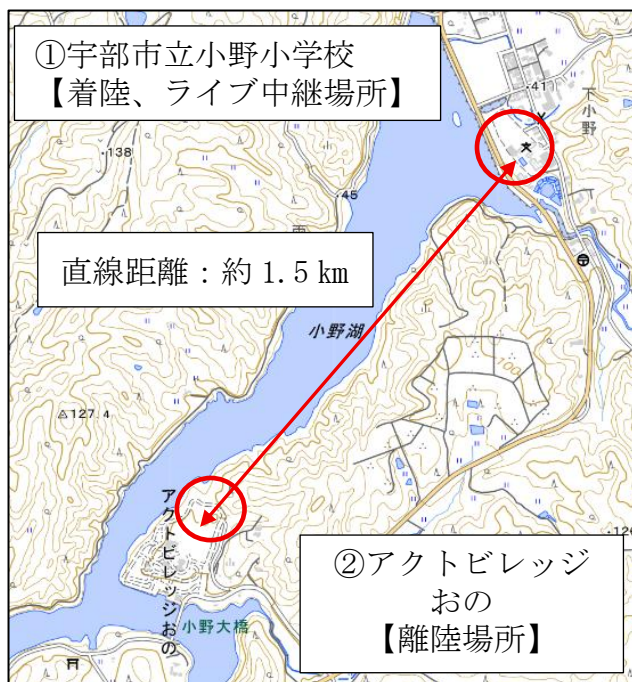 ①宇部市立小野小学校
【着陸、ライブ中継場所】
・41
下小野
・138
・45
直線距離：約 1.5 km
小野湖
△127.4
アクトビレッジおの
②アクトビレッジ
おの
【離陸場所】
小野大橋